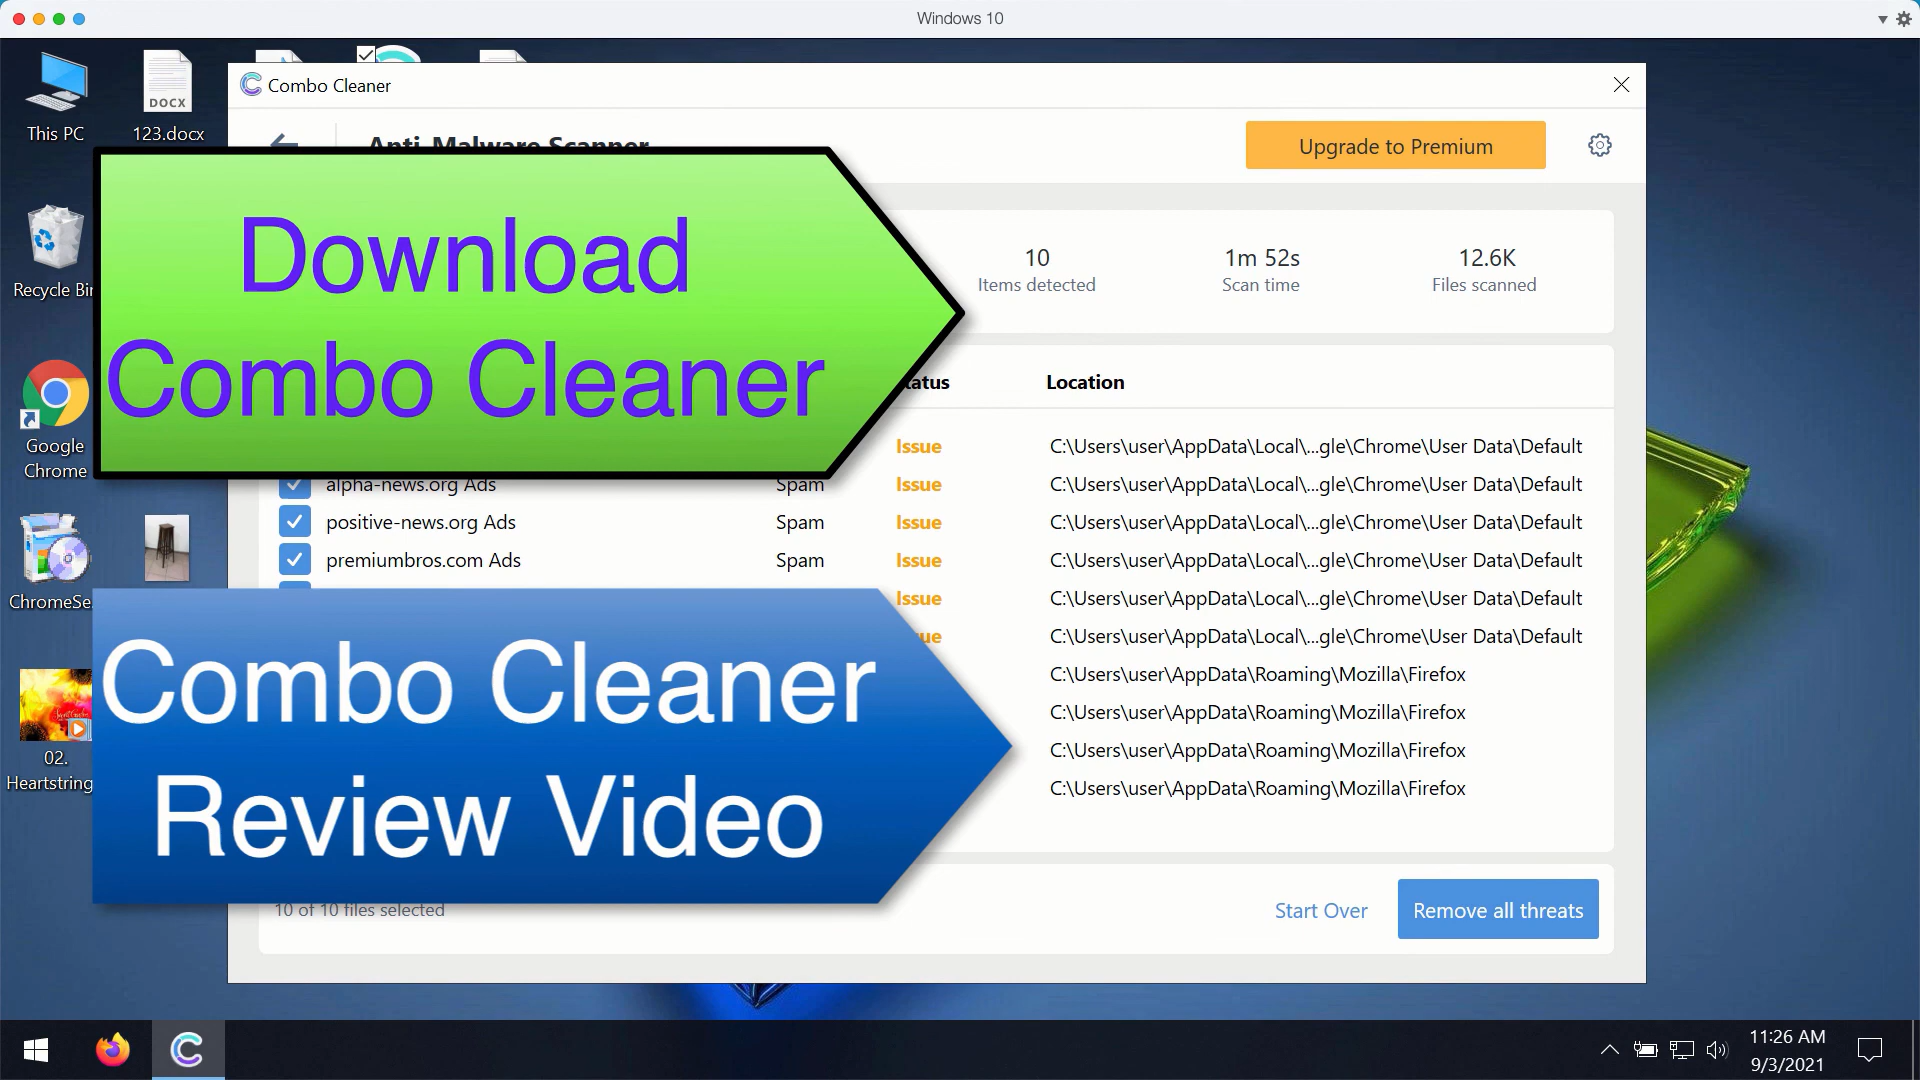 Windows 10
Combo Cleaner
This PC
DOCX
123.docx
Anti-Malware Scanner
Upgrade to Premium
Download
Combo Cleaner
10
Items detected
1m 52s
Scan time
12.6K
Files scanned
Recycle Bin
Location
Google
Chrome
Issue C:\Users\user\AppData\Local\...gle\Chrome\User Data\Default
alpha-news.org Ads Spam Issue C:\Users\user\AppData\Local\...gle\Chrome\User Data\Default
positive-news.org Ads Spam Issue C:\Users\user\AppData\Local\...gle\Chrome\User Data\Default
premiumbros.com Ads Spam Issue C:\Users\user\AppData\Local\...gle\Chrome\User Data\Default
Issue C:\Users\user\AppData\Local\...gle\Chrome\User Data\Default
C:\Users\user\AppData\Local\...gle\Chrome\User Data\Default
C:\Users\user\AppData\Roaming\Mozilla\Firefox
C:\Users\user\AppData\Roaming\Mozilla\Firefox
C:\Users\user\AppData\Roaming\Mozilla\Firefox
C:\Users\user\AppData\Roaming\Mozilla\Firefox
ChromeSe
Combo Cleaner
Review Video
02.
Heartstring
10 of 10 files selected
Start Over
Remove all threats
11:26 AM
9/3/2021